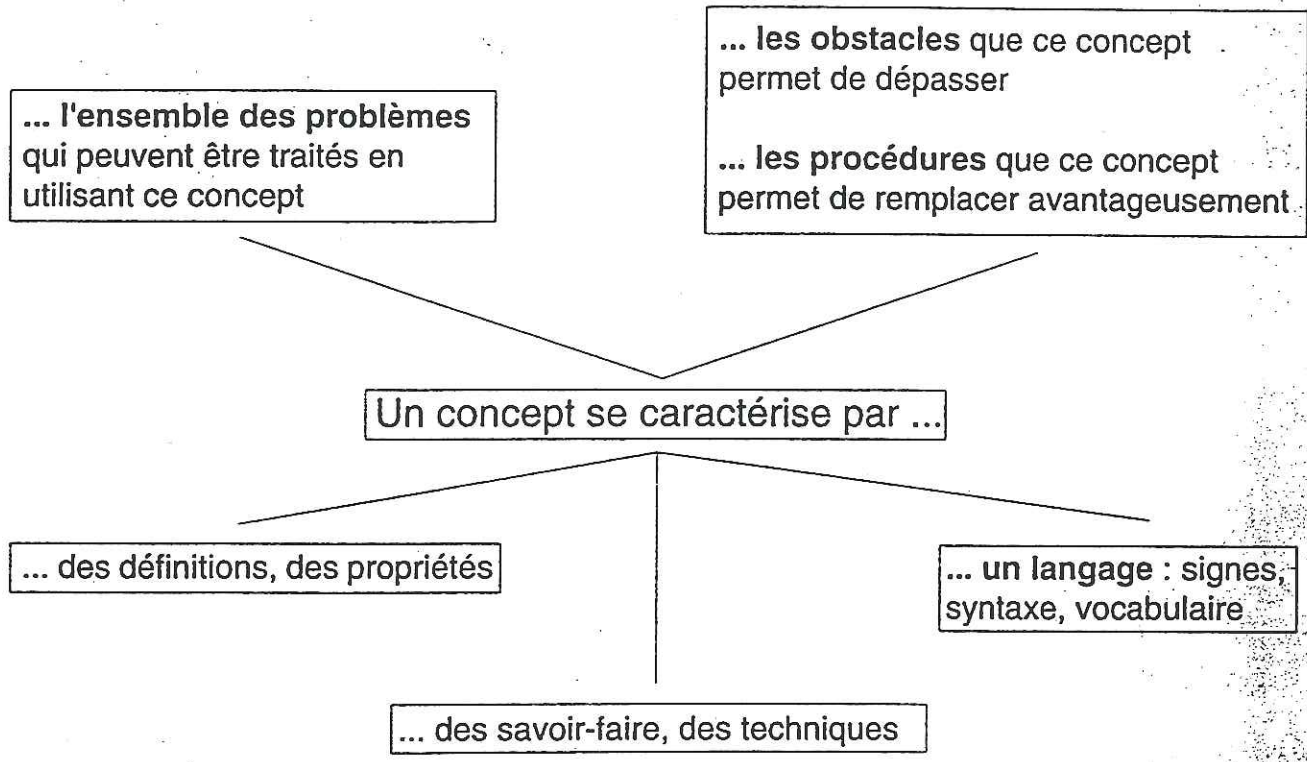 ... l'ensemble des problèmes
qui peuvent être traités en
utilisant ce concept
... les obstacles que ce concept
permet de dépasser
... les procédures que ce concept
permet de remplacer avantageusement
Un concept se caractérise par ...
... des définitions, des propriétés
... un langage : signes,
syntaxe, vocabulaire
... des savoir-faire, des techniques